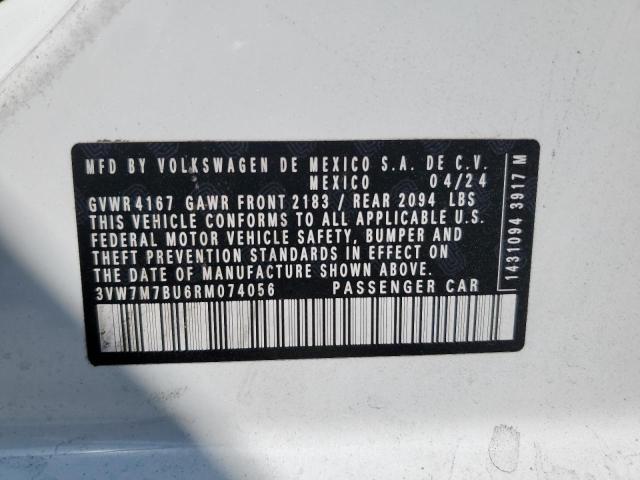 MFD BY VOLKSWAGEN DE MEXICO S.A. DE C.V.
MEXICO 04/24
GVWR 4167 GAWR FRONT 2183 / REAR 2094 LBS
THIS VEHICLE CONFORMS TO ALL APPLICABLE U.S.
FEDERAL MOTOR VEHICLE SAFETY, BUMPER AND
THEFT PREVENTION STANDARDS IN EFFECT ON
THE DATE OF MANUFACTURE SHOWN ABOVE.
3VW7M7BU6RM074056 PASSENGER CAR
1431094 3917 M